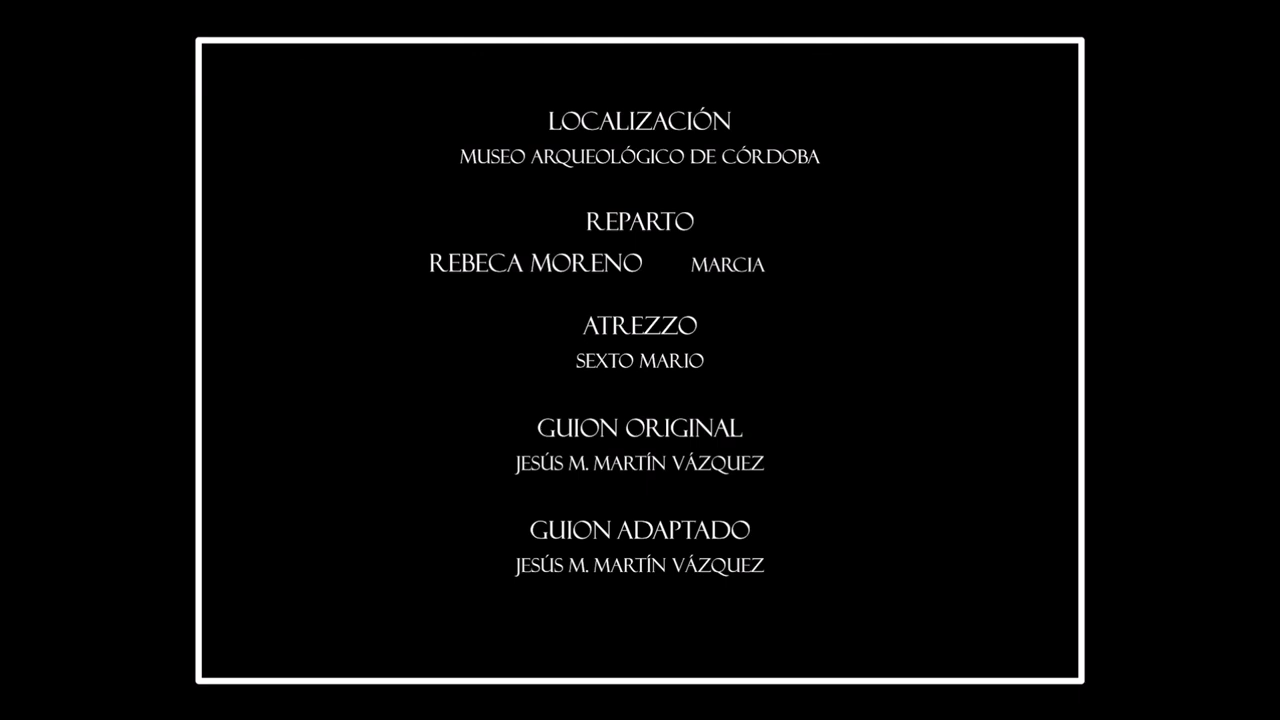 LOCALIZACIÓN
MUSEO ARQUEOLÓGICO DE CÓRDOBA
REPARTO
REBECA MORENO MARCIA
ATREZZO
SEXTO MARIO
GUION ORIGINAL
JESÚS M. MARTÍN VÁZQUEZ
GUION ADAPTADO
JESÚS M. MARTÍN VÁZQUEZ